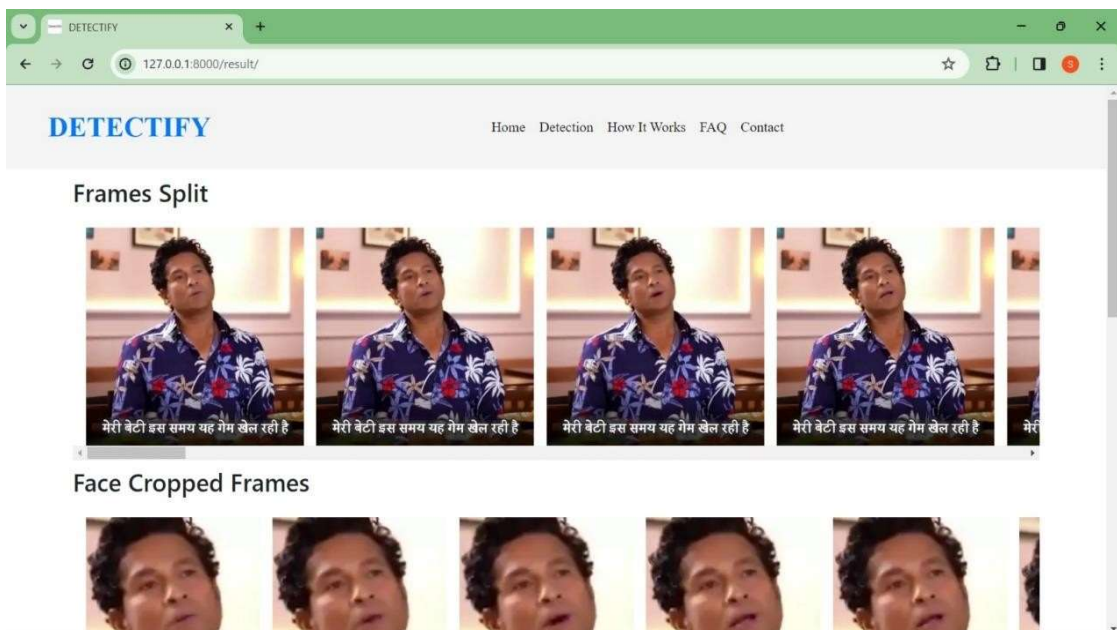 DETECTIFY
127.0.0.1:8000/result/
S
DETECTIFY
Home Detection How It Works FAQ Contact
Frames Split
मेरी बेटी इस समय यह गेम खेल रही है
मेरी बेटी इस समय यह गेम खेल रही है
मेरी बेटी इस समय यह गेम खेल रही है
मेरी बेटी इस समय यह गेम खेल रही है
Face Cropped Frames